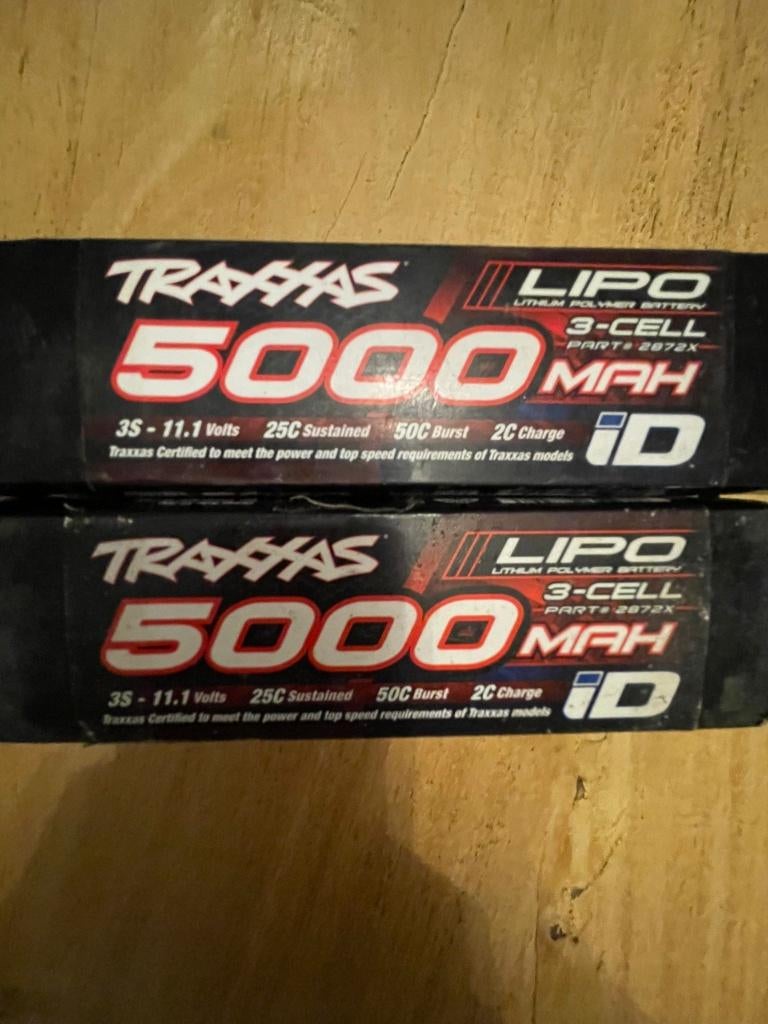 TRAXXAS
LIPO
LITHIUM POLYMER BATTERY
3-CELL
PART# 2872X
5000 MAH
iD
3S - 11.1 Volts 25C Sustained 50C Burst 2C Charge
Traxxas Certified to meet the power and top speed requirements of Traxxas models
TRAXXAS
LIPO
LITHIUM POLYMER BATTERY
3-CELL
PART# 2872X
5000 MAH
iD
3S - 11.1 Volts 25C Sustained 50C Burst 2C Charge
Traxxas Certified to meet the power and top speed requirements of Traxxas models